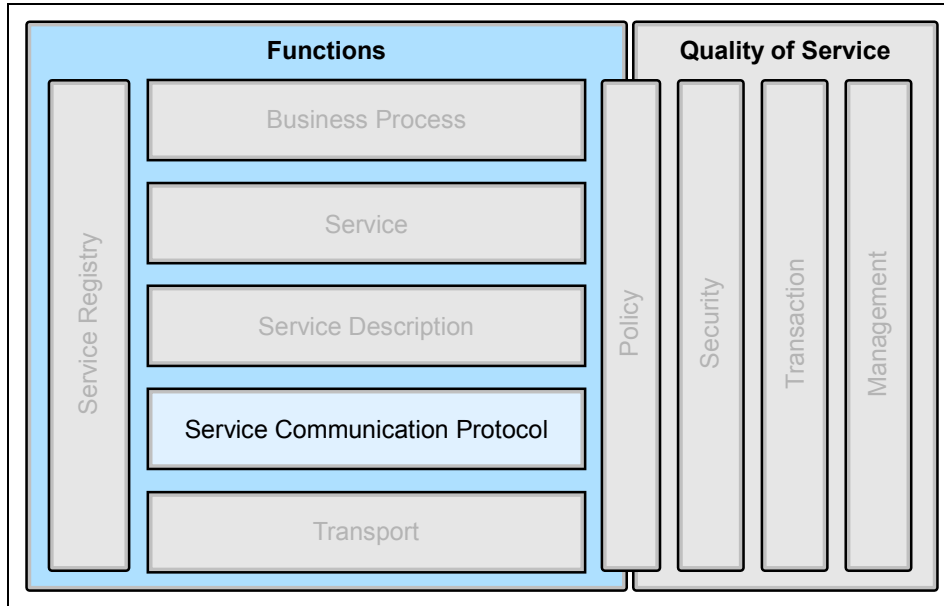 Functions
Quality of Service
Service Registry
Business Process
Service
Service Description
Service Communication Protocol
Transport
Policy
Security
Transaction
Management